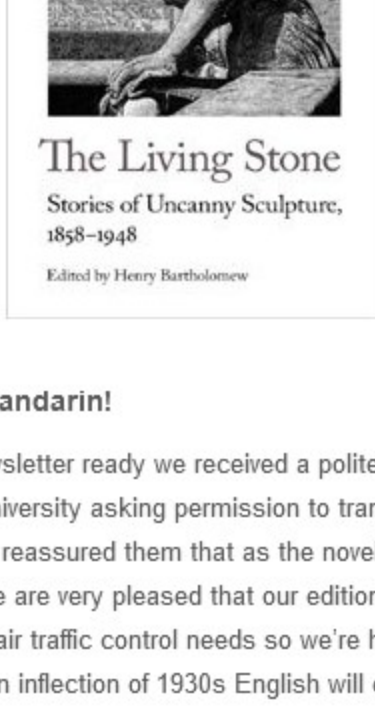 The Living Stone
Stories of Uncanny Sculpture,
1858–1948
Edited by Henry Bartholomew
andarin!
sletter ready we received a polite
iversity asking permission to tran
reassured them that as the nove
e are very pleased that our edition
air traffic control needs so we're h
n inflection of 1930s English will